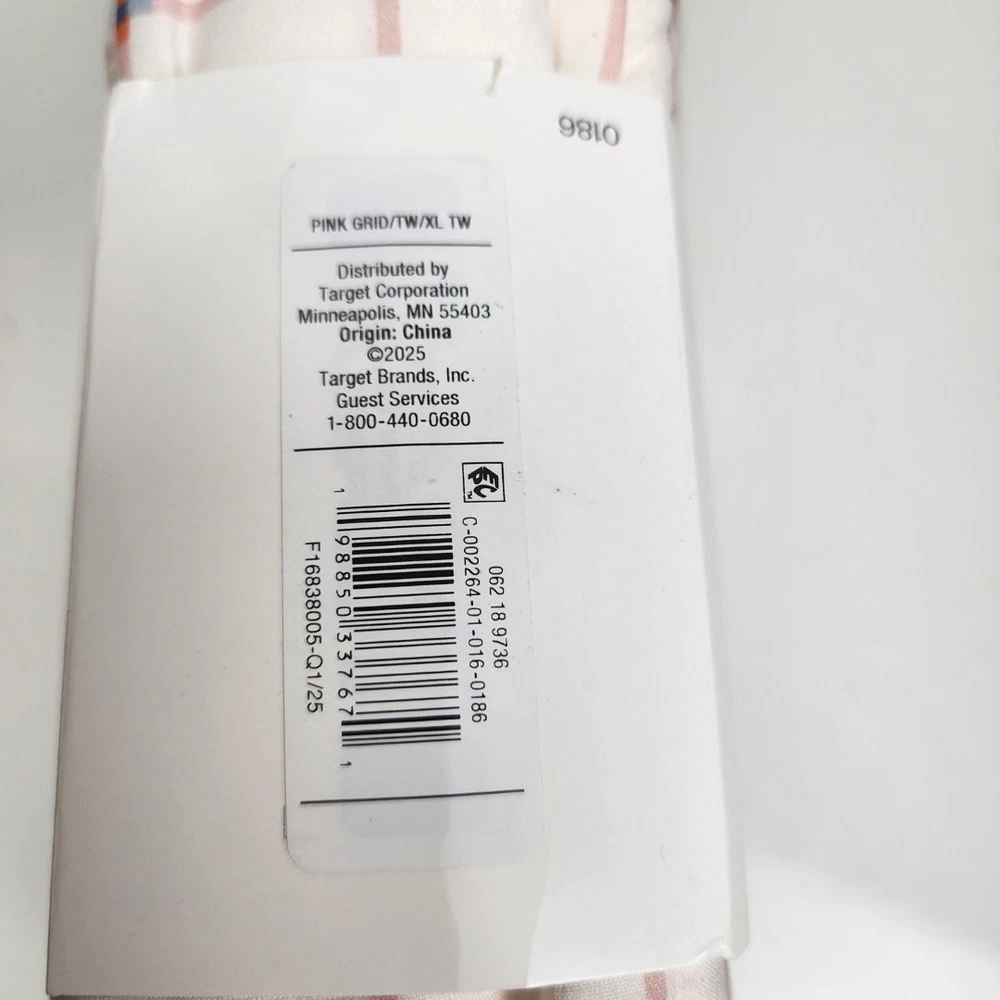 0186
PINK GRID/TW/XL TW
Distributed by
Target Corporation
Minneapolis, MN 55403
Origin: China
©2025
Target Brands, Inc.
Guest Services
1-800-440-0680
EPC™
062 18 9736
C-002264-01-016-0186
1 98850 33767 1
F16838005-Q1/25